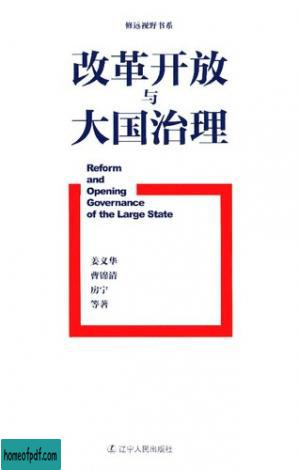 修远视野书系
改革开放
与
大国治理
Reform
and
Opening
Governance
of the Large State
姜义华
曹锦清
房宁
等著
辽宁人民出版社
homeofpdf.com